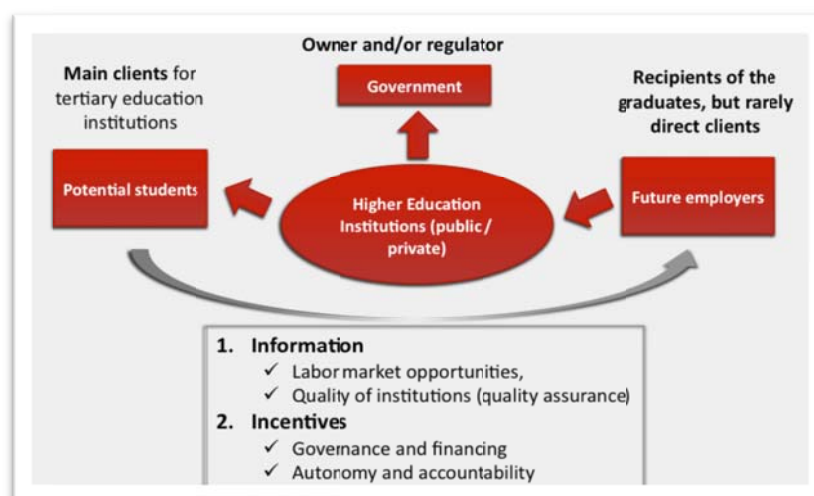 Owner and/or regulator
Main clients for
tertiary education
institutions
Government
Recipients of the
graduates, but rarely
direct clients
Potential students
Higher Education
Institutions (public /
private)
Future employers
1. Information
✓ Labor market opportunities,
✓ Quality of institutions (quality assurance)
2. Incentives
✓ Governance and financing
✓ Autonomy and accountability